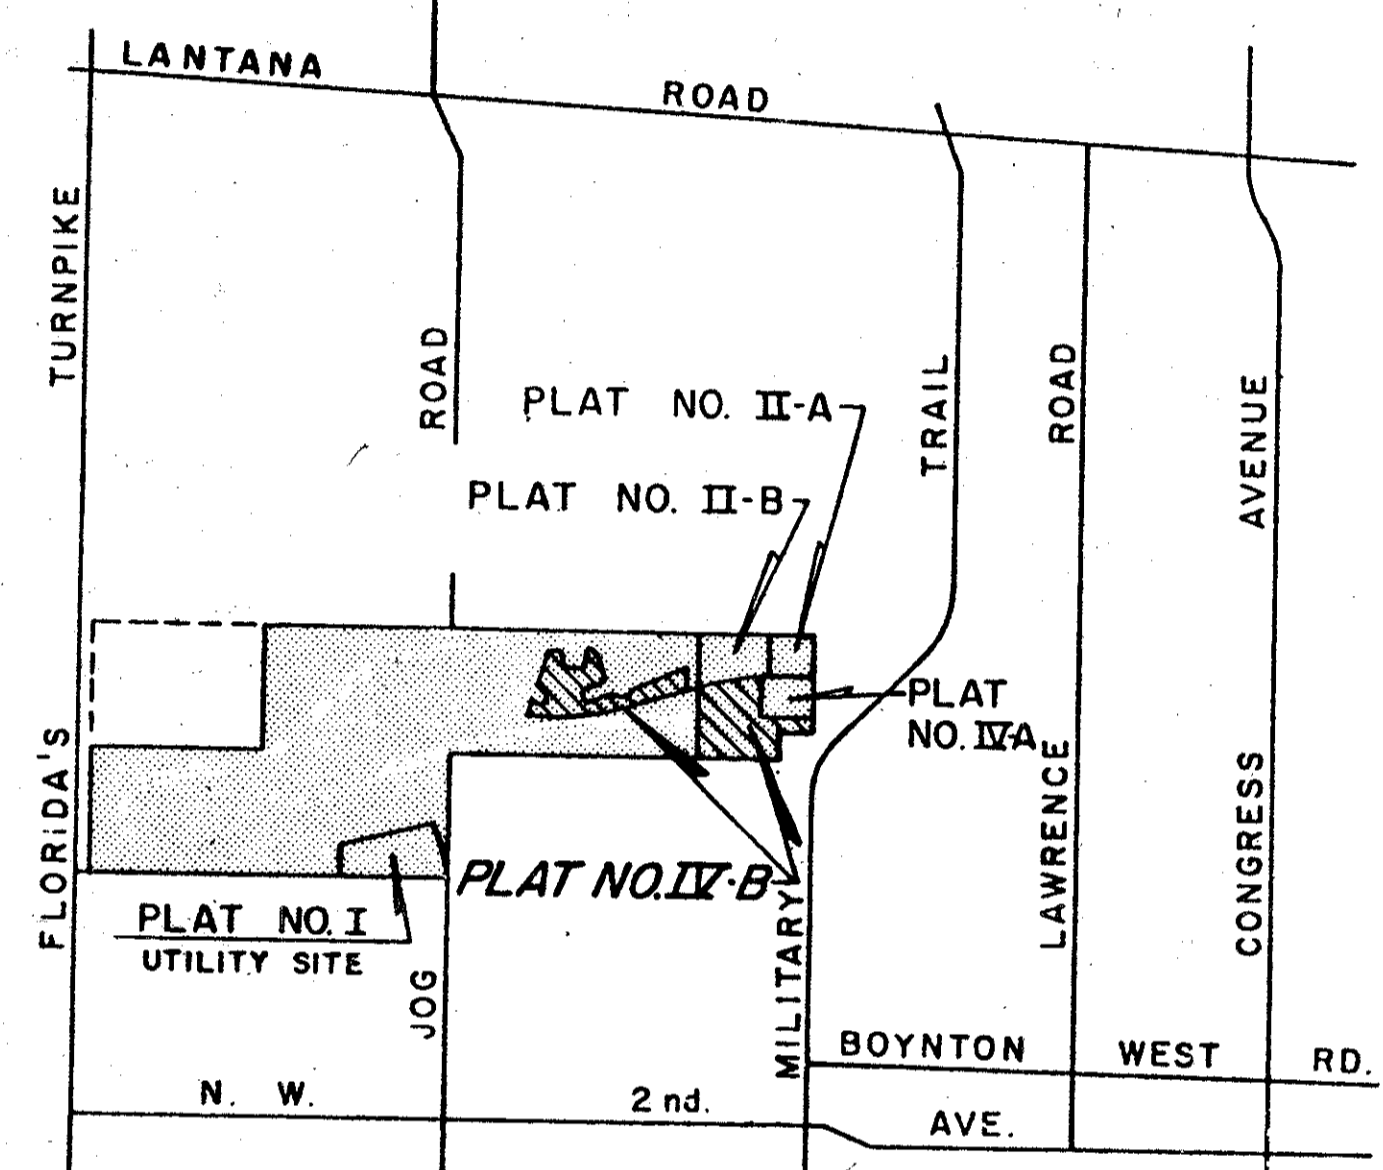 LANTANA ROAD
FLORIDA'S TURNPIKE
JOG ROAD
MILITARY TRAIL
LAWRENCE ROAD
CONGRESS AVENUE
PLAT NO. II-A
PLAT NO. II-B
PLAT
NO. IV-A
PLAT NO. IV-B
PLAT NO. I
UTILITY SITE
BOYNTON WEST RD.
N. W. 2 nd. AVE.